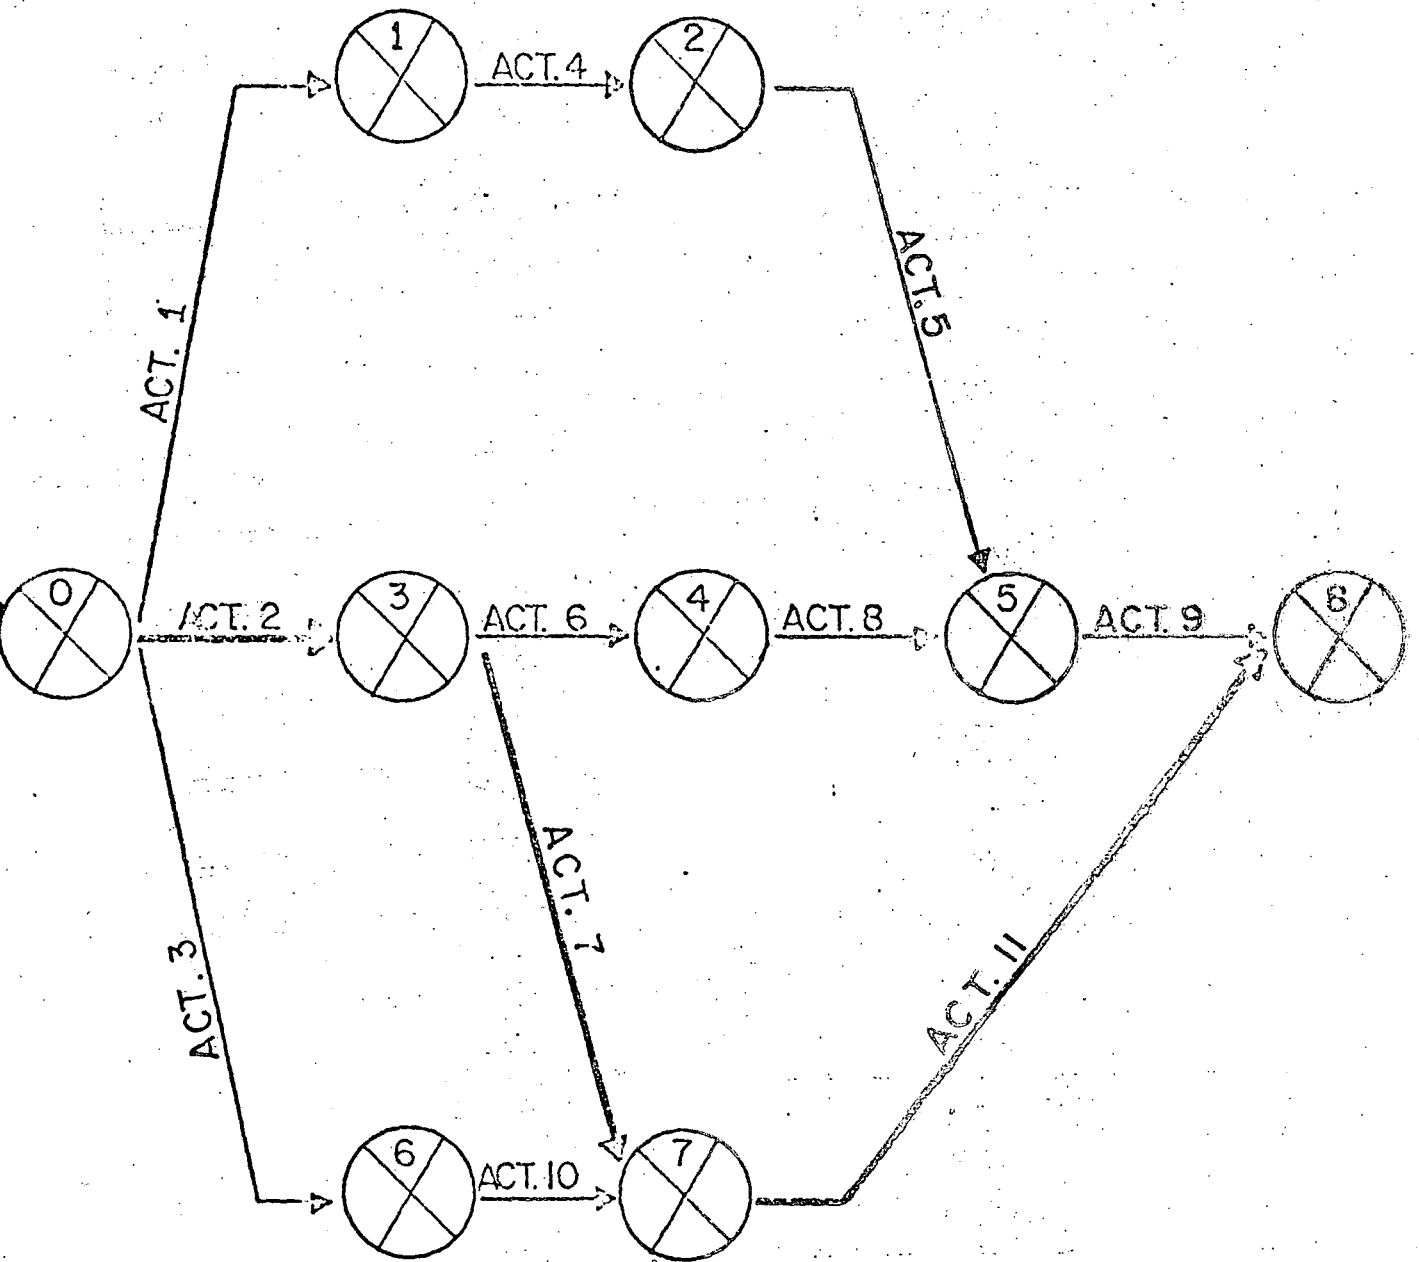 1
ACT. 4
2
ACT. 1
ACT. 5
0
ACT. 2
3
ACT. 6
4
ACT. 8
5
ACT. 9
8
ACT. 7
ACT. 3
ACT. 11
6
ACT. 10
7